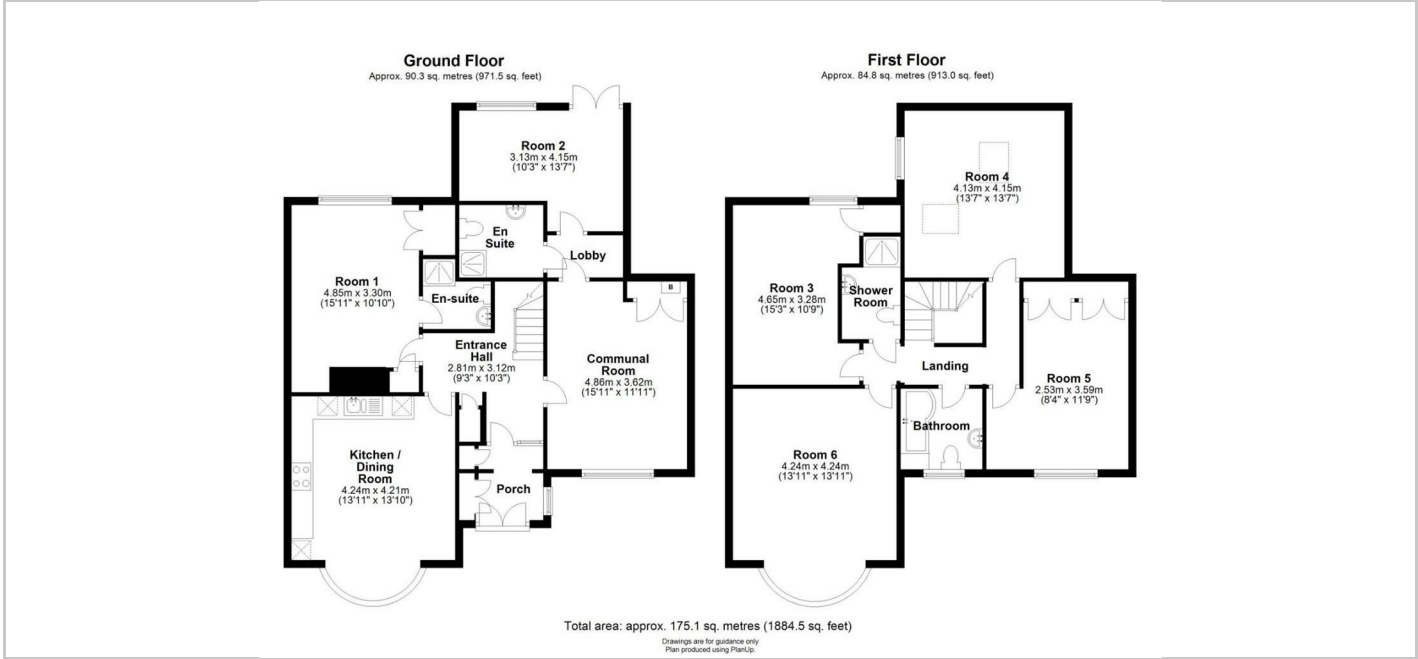 Ground Floor
Approx. 90.3 sq. metres (971.5 sq. feet)
Room 2
3.13m x 4.15m
(10'3" x 13'7")
En
Suite
Lobby
Room 1
4.85m x 3.30m
(15'11" x 10'10")
En-suite
B
Entrance
Hall
2.81m x 3.12m
(9'3" x 10'3")
Communal
Room
4.86m x 3.62m
(15'11" x 11'11")
Kitchen /
Dining
Room
4.24m x 4.21m
(13'11" x 13'10")
Porch
First Floor
Approx. 84.8 sq. metres (913.0 sq. feet)
Room 4
4.13m x 4.15m
(13'7" x 13'7")
Room 3
4.65m x 3.28m
(15'3" x 10'9")
Shower
Room
Landing
Room 5
2.53m x 3.59m
(8'4" x 11'9")
Bathroom
Room 6
4.24m x 4.24m
(13'11" x 13'11")
Total area: approx. 175.1 sq. metres (1884.5 sq. feet)
Drawings are for guidance only
Plan produced using PlanUp.